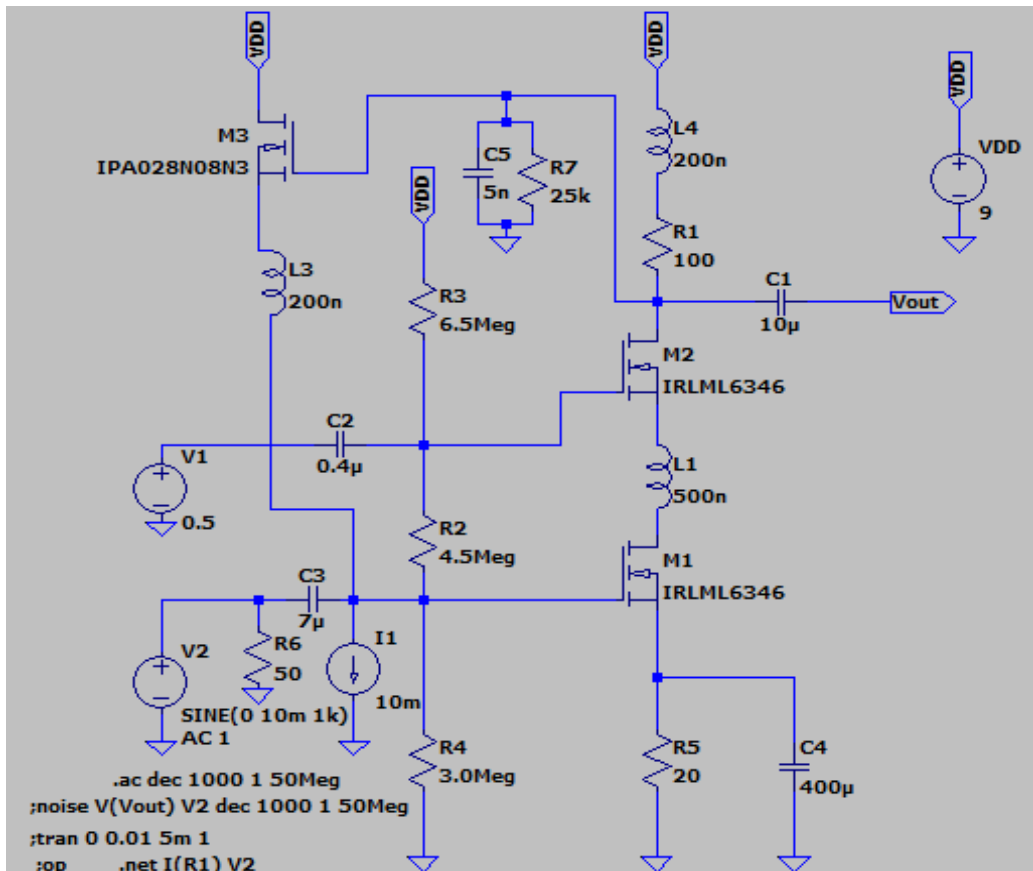 VDD
VDD
VDD
VDD
M3
IPA028N08N3
C5
5n
R7
25k
L4
200n
VDD
9
R1
100
L3
200n
R3
6.5Meg
C1
10µ
Vout
M2
IRLML6346
C2
0.4µ
V1
0.5
L1
500n
R2
4.5Meg
M1
IRLML6346
C3
7µ
R6
50
I1
10m
V2
SINE(0 10m 1k)
AC 1
R4
3.0Meg
R5
20
C4
400µ
.ac dec 1000 1 50Meg
;noise V(Vout) V2 dec 1000 1 50Meg
;tran 0 0.01 5m 1
;op .net I(R1) V2